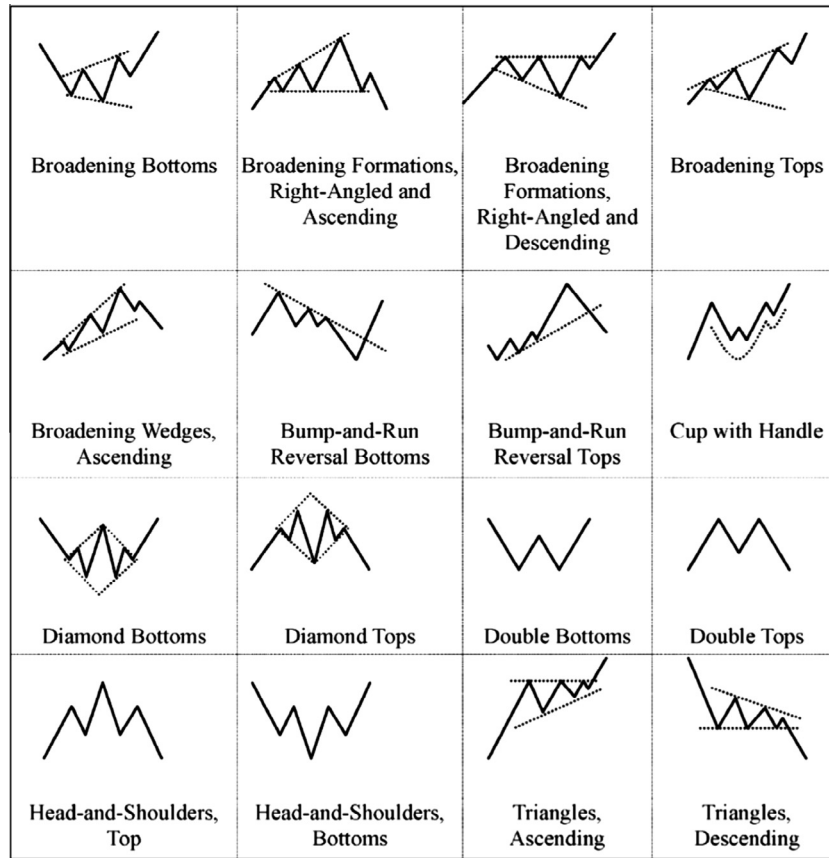 Broadening Bottoms
Broadening Formations,
Right-Angled and
Ascending
Broadening
Formations,
Right-Angled and
Descending
Broadening Tops
Broadening Wedges,
Ascending
Bump-and-Run
Reversal Bottoms
Bump-and-Run
Reversal Tops
Cup with Handle
Diamond Bottoms
Diamond Tops
Double Bottoms
Double Tops
Head-and-Shoulders,
Top
Head-and-Shoulders,
Bottoms
Triangles,
Ascending
Triangles,
Descending